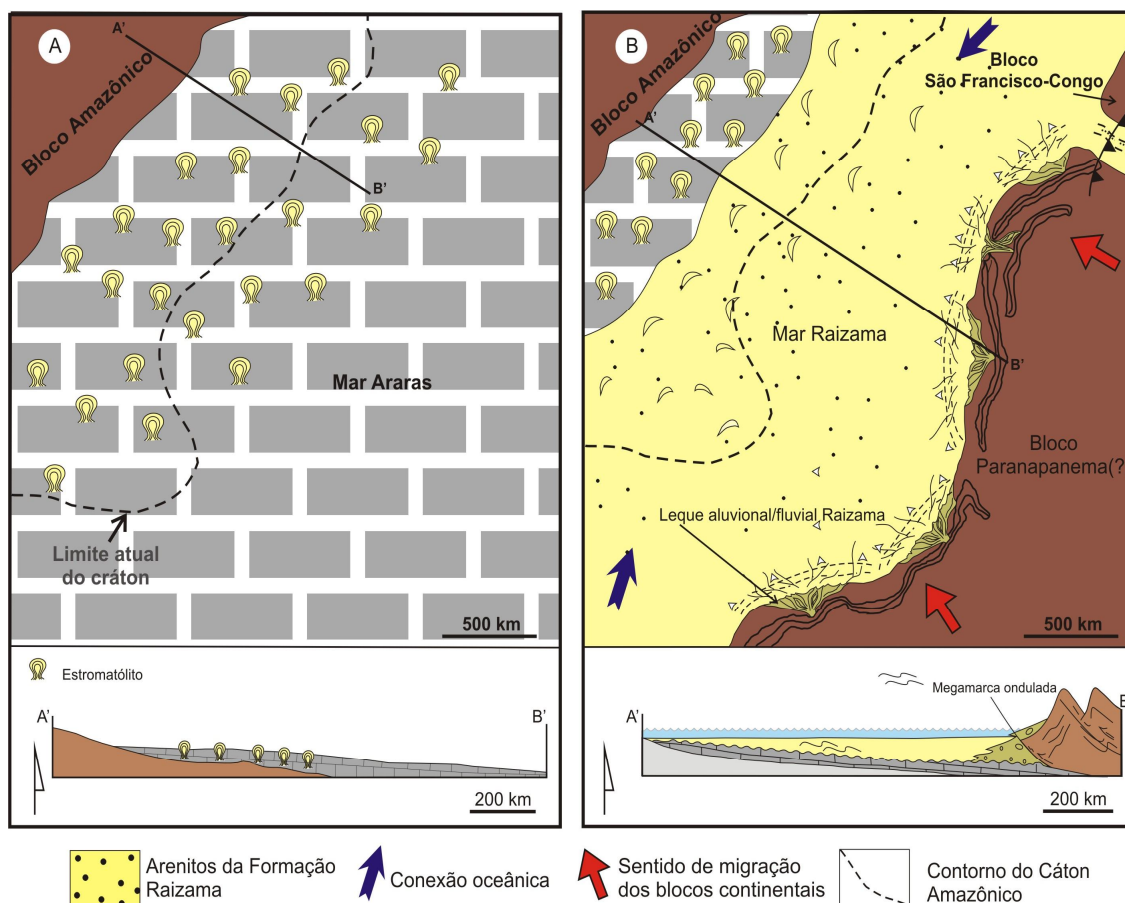 A
A'
Bloco Amazônico
B'
Mar Araras
Limite atual
do cráton
500 km
Estromatólito
A'
B'
200 km
B
Bloco
São Francisco-Congo
Bloco Amazônico
A'
Mar Raizama
B'
Bloco
Paranapanema(?
Leque aluvional/fluvial Raizama
500 km
Megamarca ondulada
A'
B
200 km
Arenitos da Formação
Raizama
Conexão oceânica
Sentido de migração
dos blocos continentais
Contorno do Cáton
Amazônico